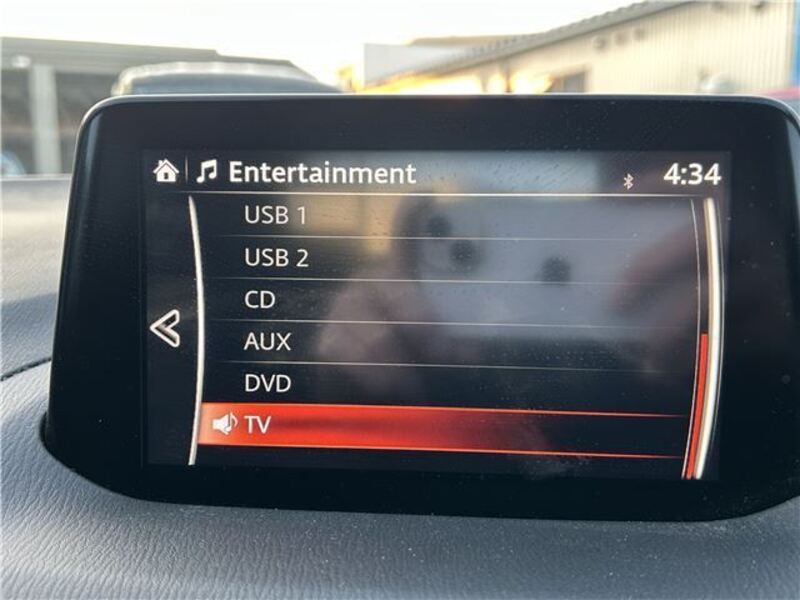 Entertainment 4:34
USB 1
USB 2
CD
AUX
DVD
TV